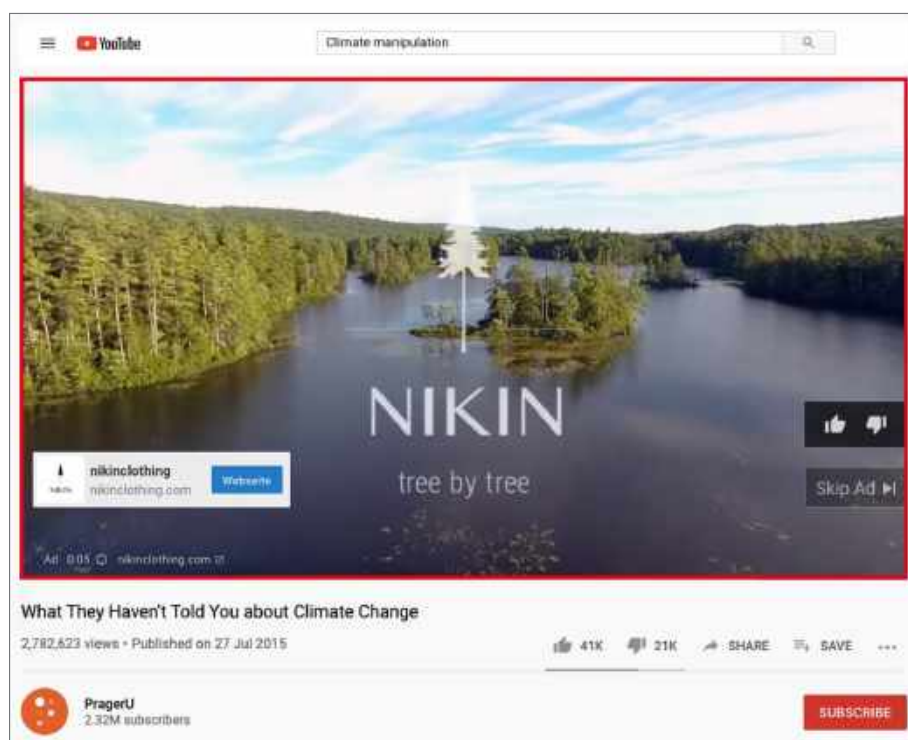 YouTube
Climate manipulation
NIKIN
tree by tree
nikinclothing
nikinclothing.com
Webseite
NIKIN
Skip Ad
Ad 0:05 nikinclothing.com
What They Haven't Told You about Climate Change
2,782,623 views • Published on 27 Jul 2015
41K 21K SHARE SAVE
PragerU
2.32M subscribers
SUBSCRIBE